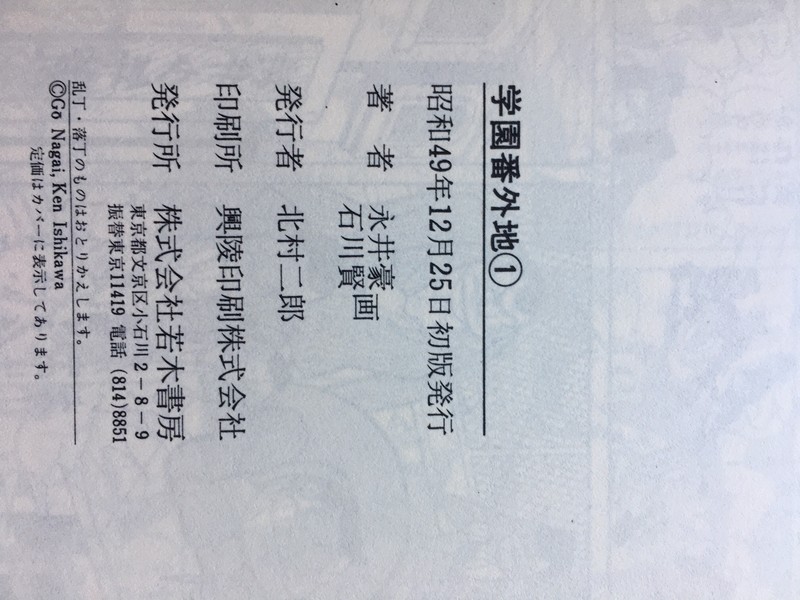 学園番外地①
昭和49年12月25日初版発行
著 者 永井豪
石川賢画
発行者 北村二郎
印刷所 興陵印刷株式会社
発行所 株式会社若木書房
東京都文京区小石川2-8-9
振替東京11419 電話 (814)8851
乱丁・落丁のものはおとりかえします。
©Gō Nagai, Ken Ishikawa
定価はカバーに表示してあります。